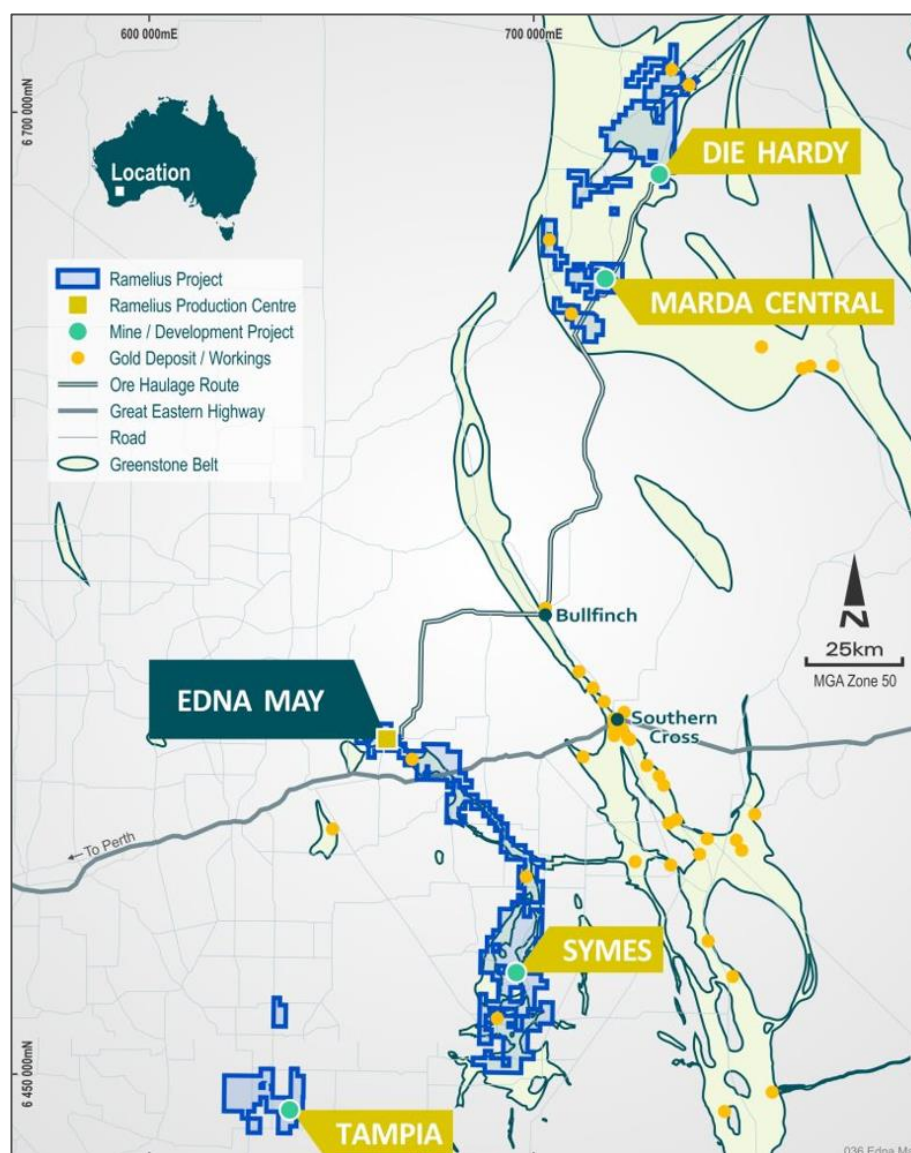 600 000mE
700 000mE
6 700 000mN
Location
DIE HARDY
MARDA CENTRAL
Ramelius Project
Ramelius Production Centre
Mine / Development Project
Gold Deposit / Workings
Ore Haulage Route
Great Eastern Highway
Road
Greenstone Belt
N
25km
MGA Zone 50
Bullfinch
EDNA MAY
Southern
Cross
To Perth
SYMES
6 450 000mN
TAMPIA
036 Edna